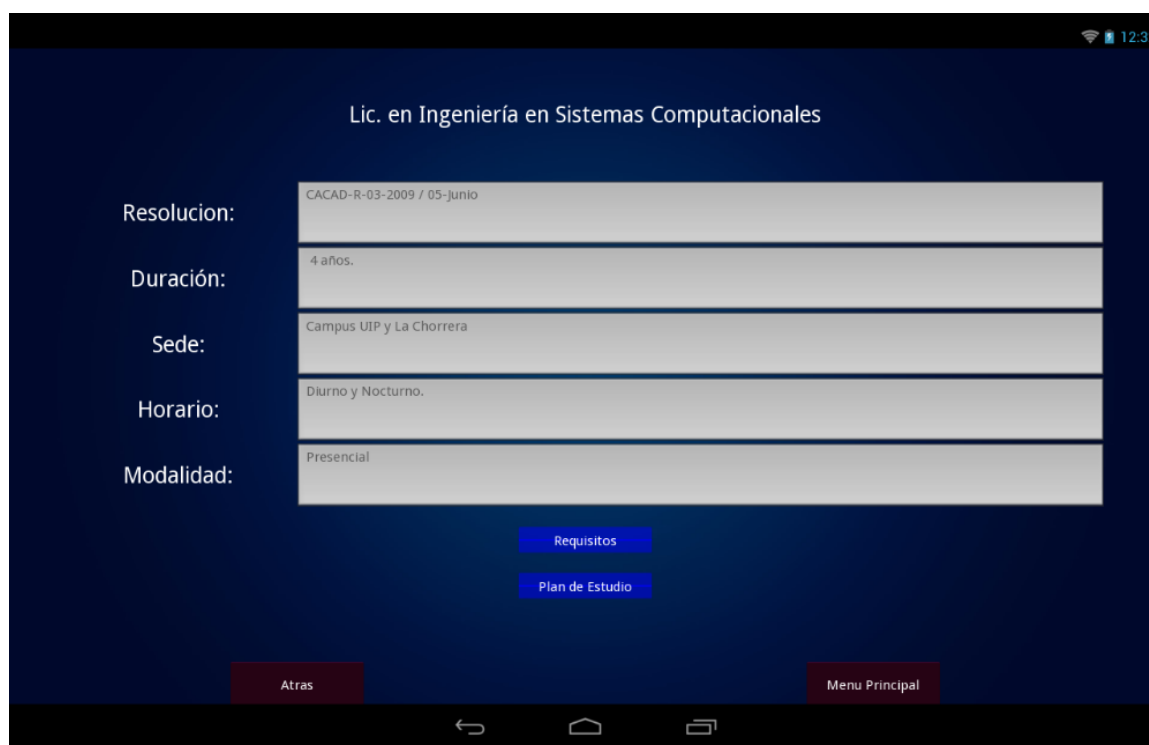 12:3
Lic. en Ingeniería en Sistemas Computacionales
Resolucion:
CACAD-R-03-2009 / 05-Junio
Duración:
4 años.
Sede:
Campus UIP y La Chorrera
Horario:
Diurno y Nocturno.
Modalidad:
Presencial
Requisitos
Plan de Estudio
Atras
Menu Principal